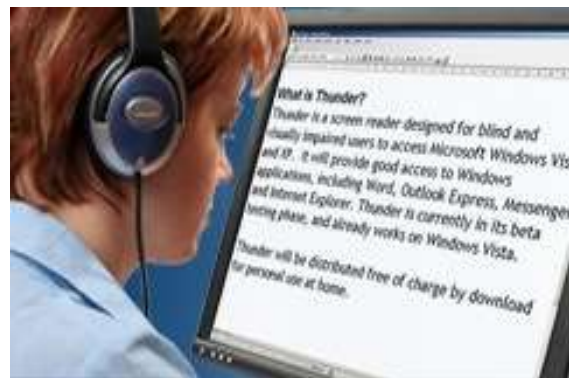 What is Thunder?
Thunder is a screen reader designed for blind and
visually impaired users to access Microsoft Windows Vis
and XP. It will provide good access to Windows
applications, including Word, Outlook Express, Messenger
and Internet Explorer. Thunder is currently in its beta
testing phase, and already works on Windows Vista.
Thunder will be distributed free of charge by download
for personal use at home.